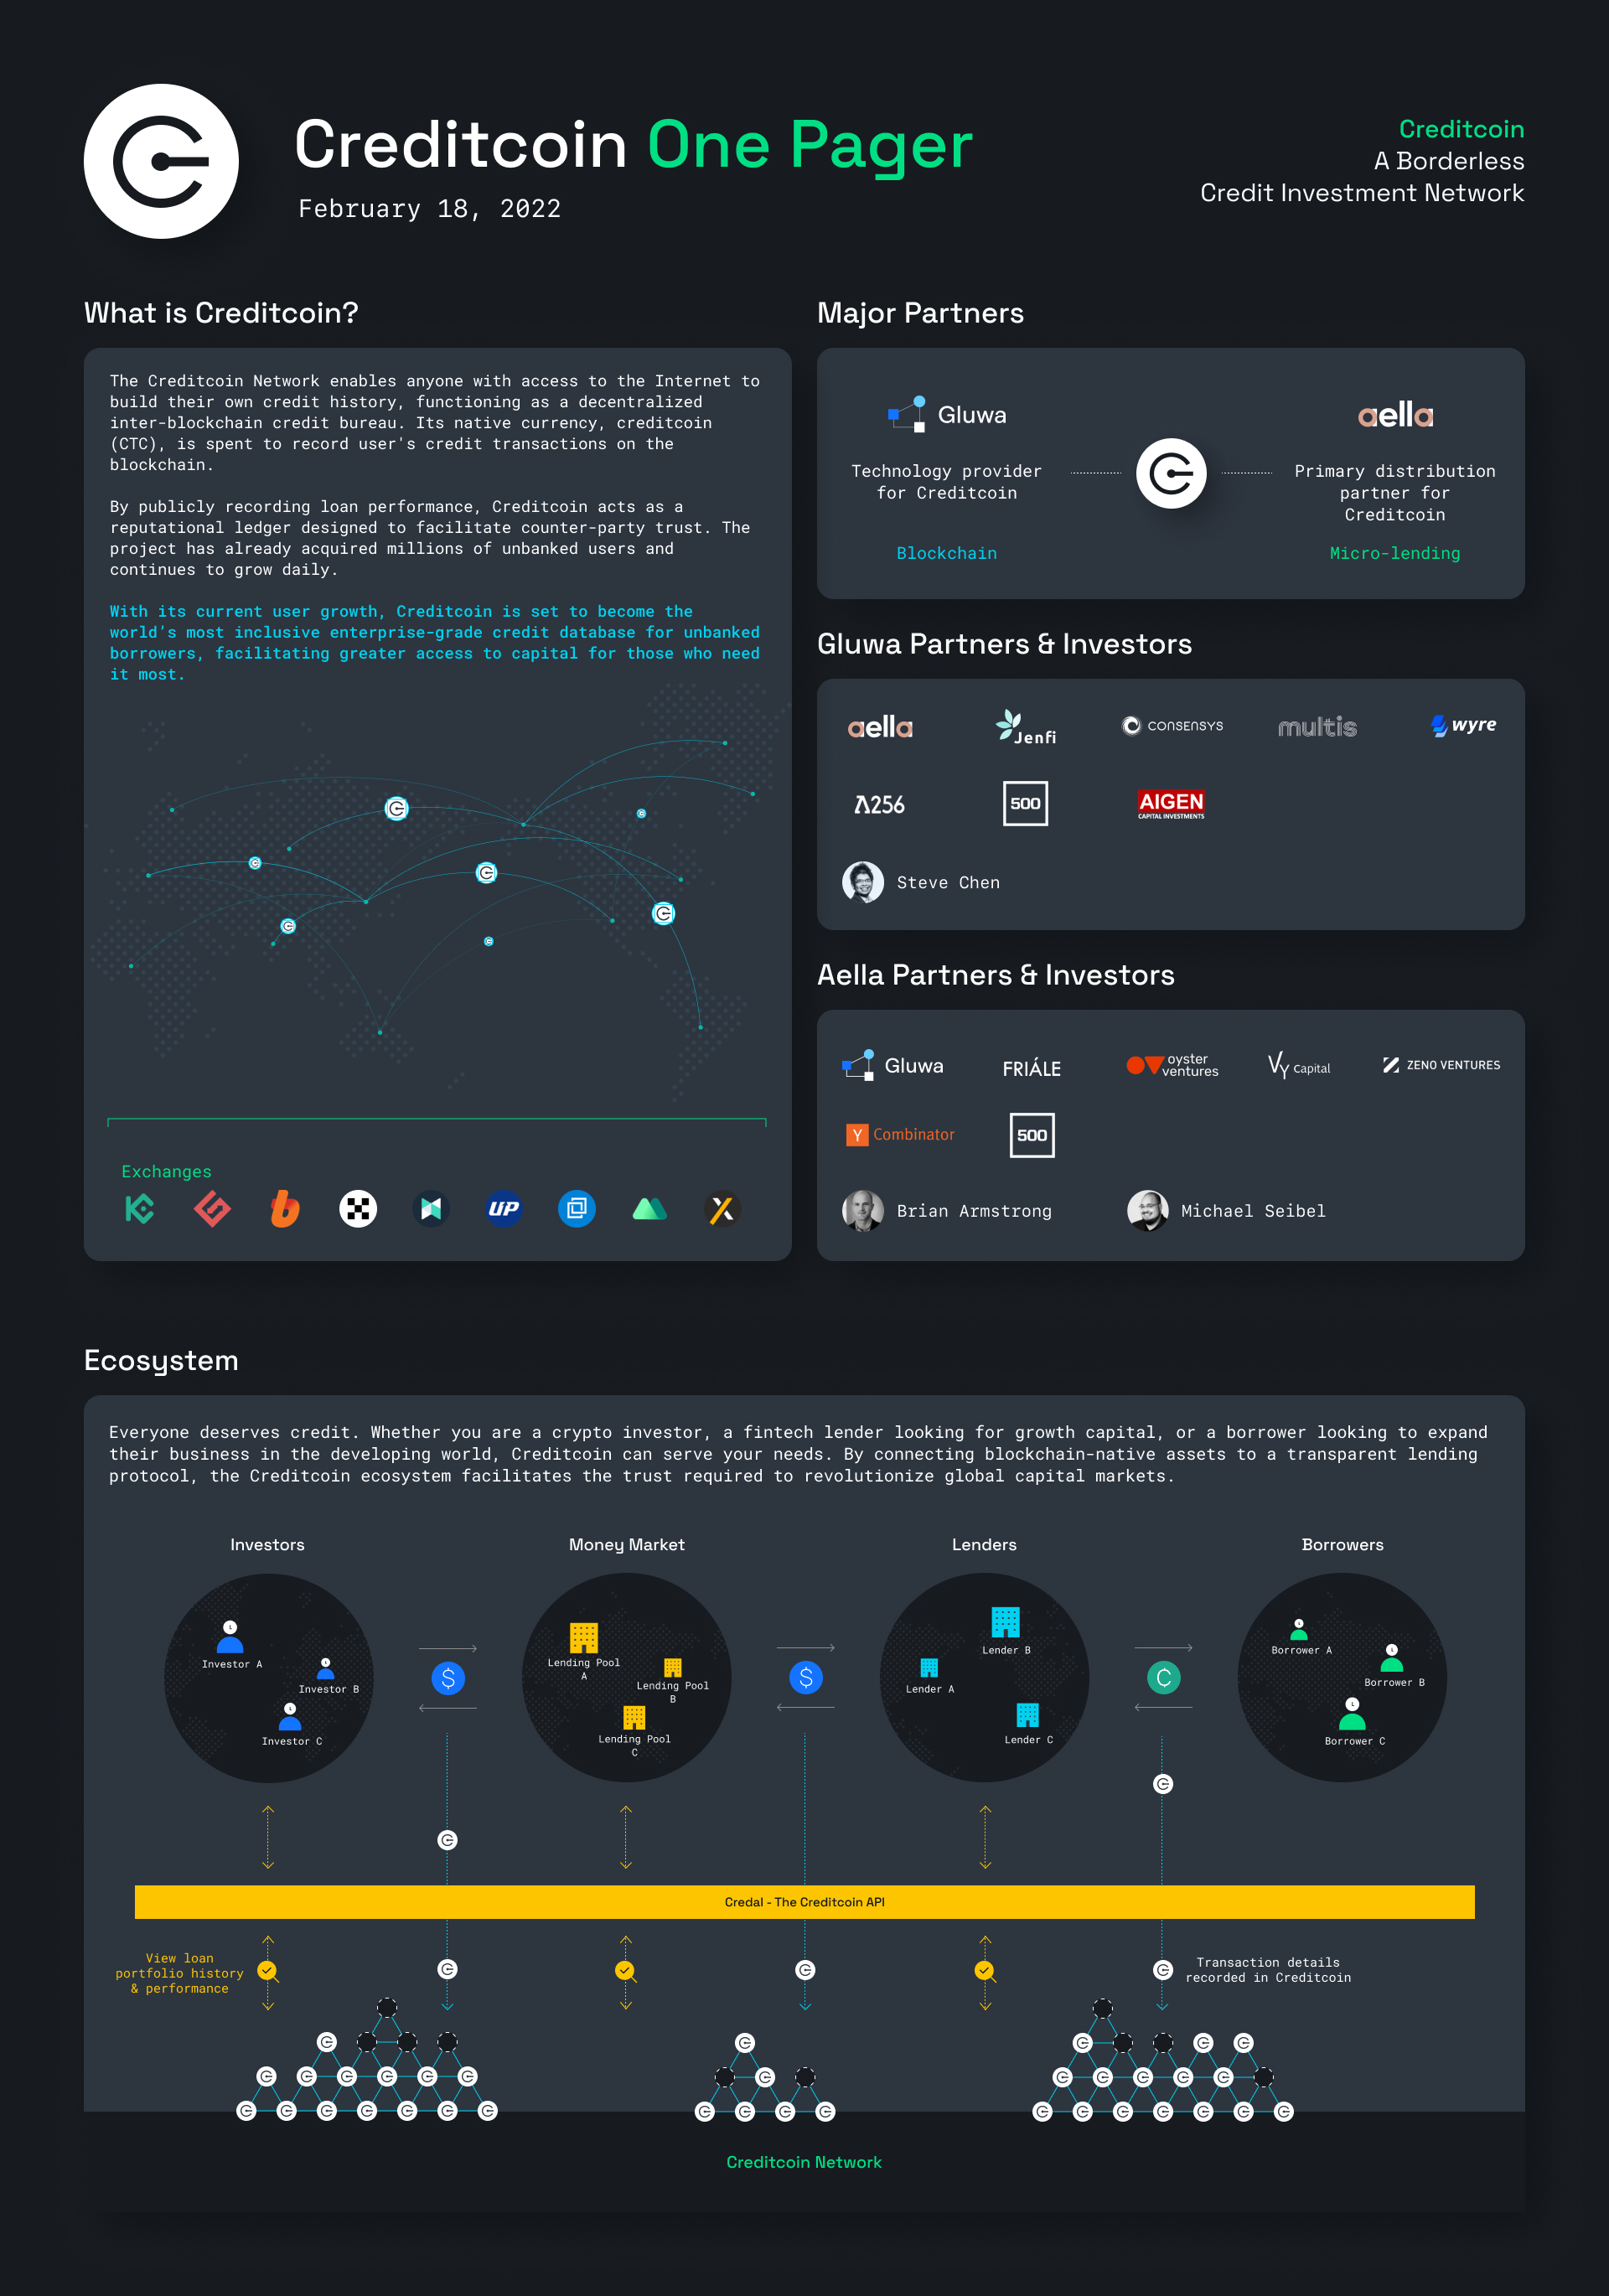 Creditcoin One Pager
February 18, 2022
Creditcoin
A Borderless
Credit Investment Network
What is Creditcoin?
The Creditcoin Network enables anyone with access to the Internet to
build their own credit history, functioning as a decentralized
inter-blockchain credit bureau. Its native currency, creditcoin
(CTC), is spent to record user's credit transactions on the
blockchain.
By publicly recording loan performance, Creditcoin acts as a
reputational ledger designed to facilitate counter-party trust. The
project has already acquired millions of unbanked users and
continues to grow daily.
With its current user growth, Creditcoin is set to become the
world’s most inclusive enterprise-grade credit database for unbanked
borrowers, facilitating greater access to capital for those who need
it most.
Exchanges
UP
Major Partners
Gluwa
Technology provider
for Creditcoin
Blockchain
aella
Primary distribution
partner for
Creditcoin
Micro-lending
Gluwa Partners & Investors
aella
Jenfi
CONSENSYS
multis
wyre
Λ256
500
AIGEN
CAPITAL INVESTMENTS
Steve Chen
Aella Partners & Investors
Gluwa
FRIÁLE
oyster
ventures
Vy Capital
ZENO VENTURES
Y Combinator
500
Brian Armstrong
Michael Seibel
Ecosystem
Everyone deserves credit. Whether you are a crypto investor, a fintech lender looking for growth capital, or a borrower looking to expand
their business in the developing world, Creditcoin can serve your needs. By connecting blockchain-native assets to a transparent lending
protocol, the Creditcoin ecosystem facilitates the trust required to revolutionize global capital markets.
Investors
Money Market
Lenders
Borrowers
Investor A
Investor B
Investor C
Lending Pool
A
Lending Pool
B
Lending Pool
C
Lender B
Lender A
Lender C
Borrower A
Borrower B
Borrower C
Credal - The Creditcoin API
View loan
portfolio history
& performance
Transaction details
recorded in Creditcoin
Creditcoin Network